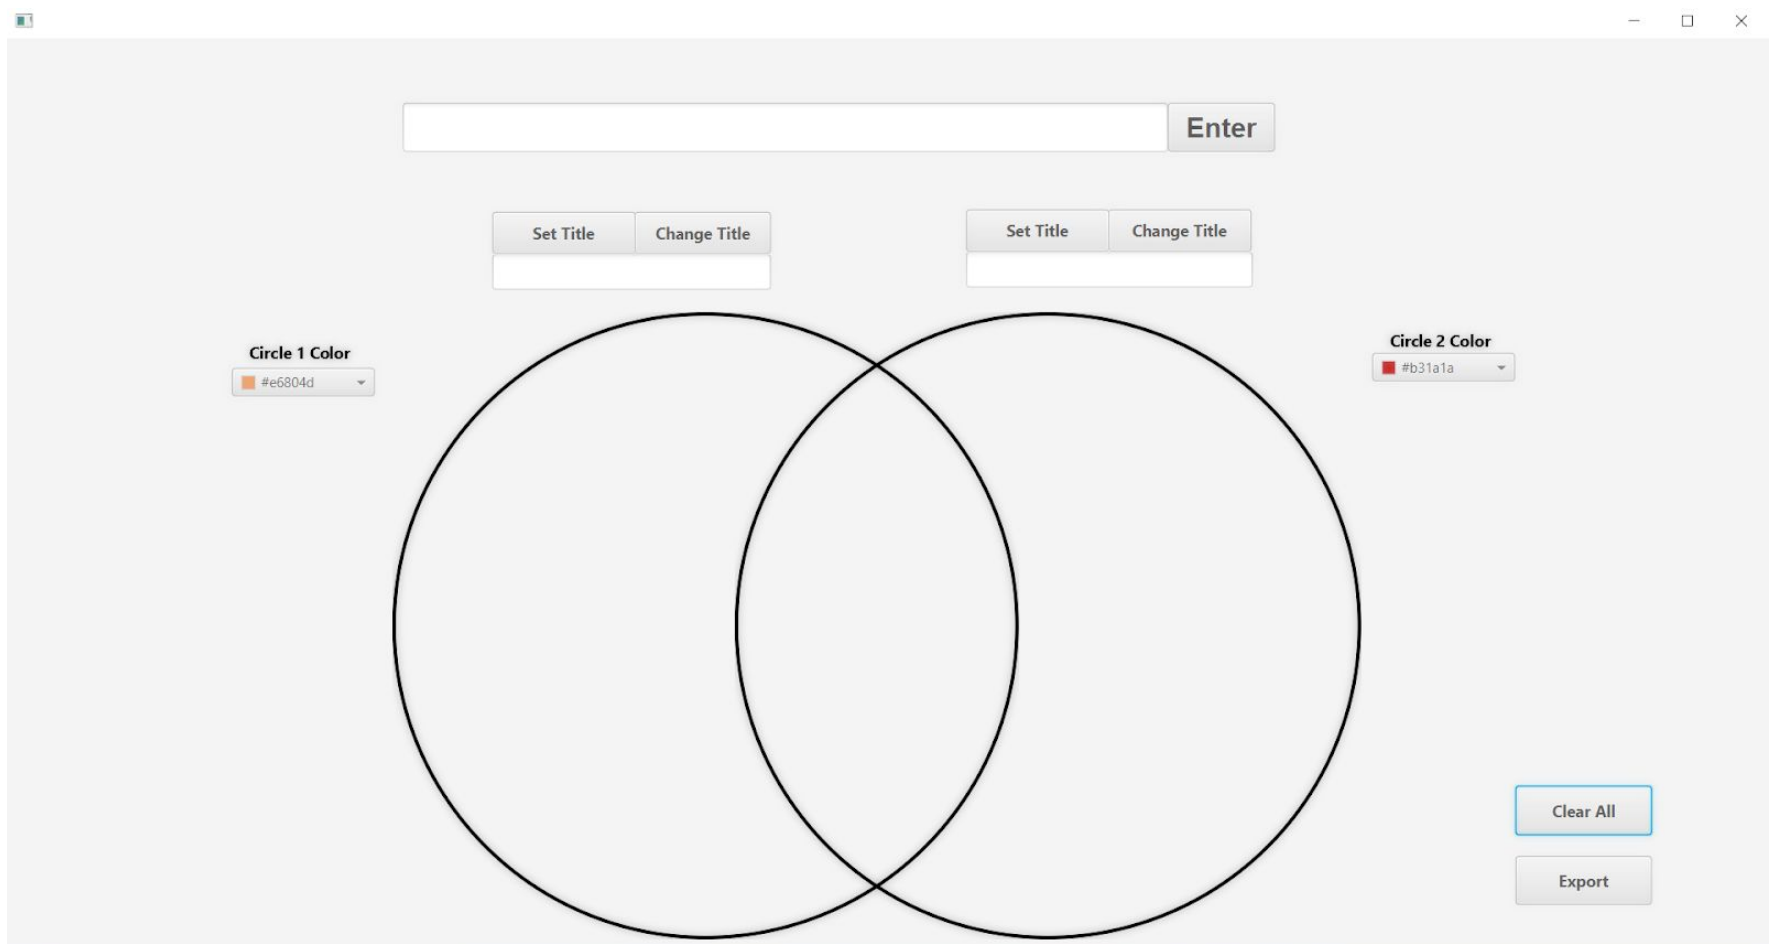 Enter
Set Title Change Title
Set Title Change Title
Circle 1 Color
#e6804d
Circle 2 Color
#b31a1a
Clear All
Export